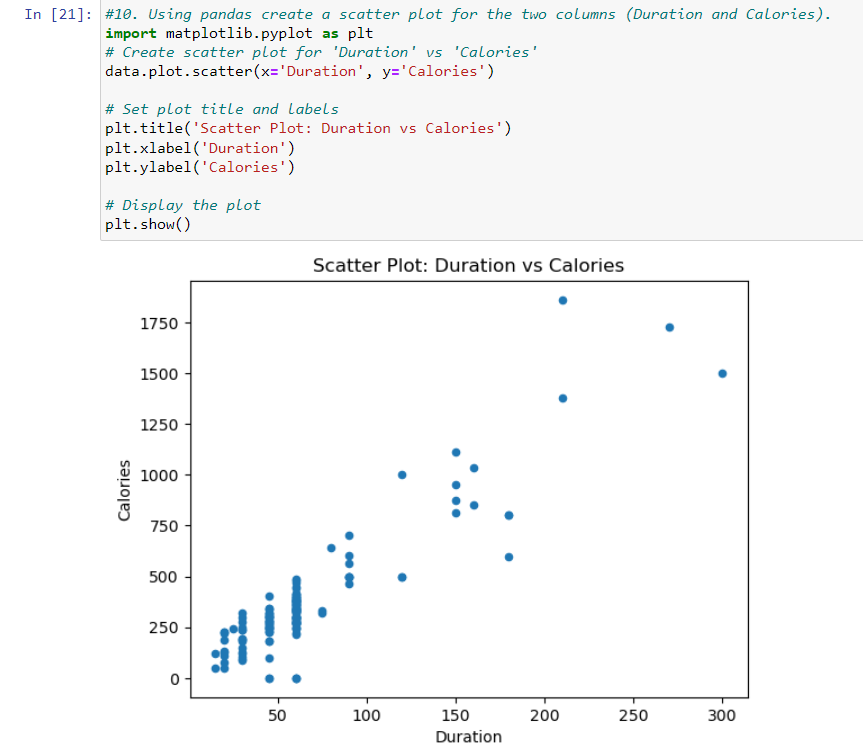 In [21]: #10. Using pandas create a scatter plot for the two columns (Duration and Calories).
import matplotlib.pyplot as plt
# Create scatter plot for 'Duration' vs 'Calories'
data.plot.scatter(x='Duration', y='Calories')
# Set plot title and labels
plt.title('Scatter Plot: Duration vs Calories')
plt.xlabel('Duration')
plt.ylabel('Calories')
# Display the plot
plt.show()
Scatter Plot: Duration vs Calories
1750
1500
1250
1000
750
500
250
0
Calories
50 100 150 200 250 300
Duration